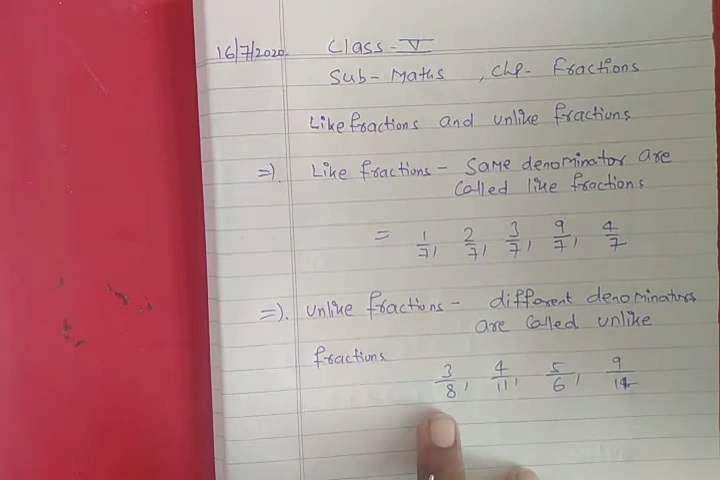 16/7/2020. Class - V
Sub - Maths , Chp - Fractions
Like fractions and unlike fractions
=). Like fractions - Same denominator are
called like fractions
= 1/7, 2/7, 3/7, 9/7, 4/7
=). unlike fractions - different denominators
are called unlike
fractions
3/8, 4/11, 5/6, 9/14